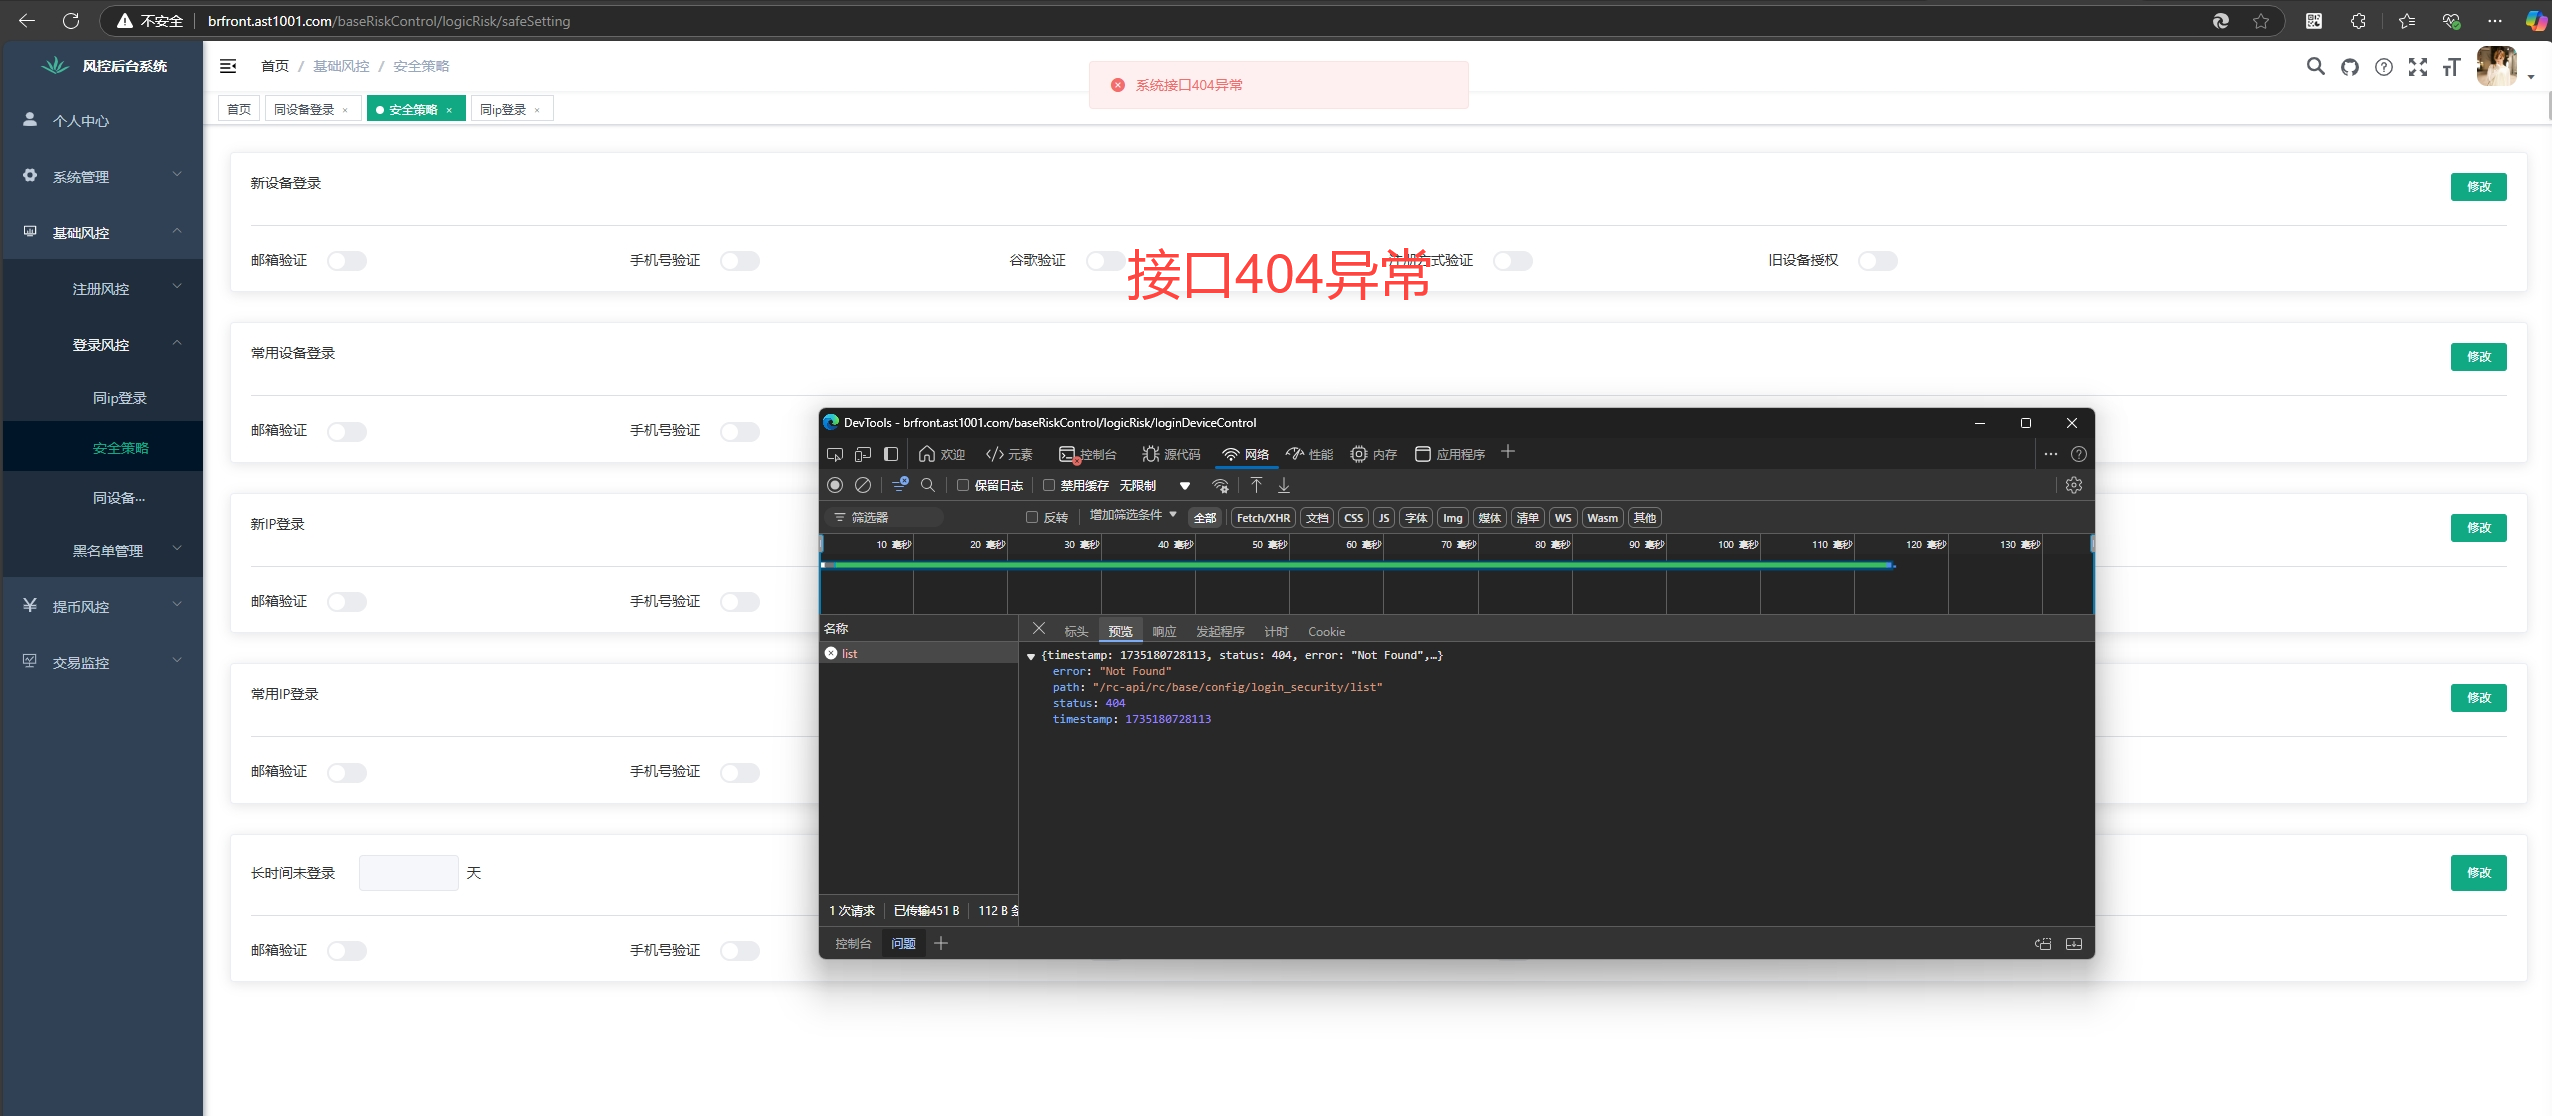 不安全 brfront.ast1001.com/baseRiskControl/logicRisk/safeSetting
风控后台系统
个人中心
系统管理
基础风控
注册风控
登录风控
同ip登录
安全策略
同设备...
黑名单管理
提币风控
交易监控
首页 / 基础风控 / 安全策略
系统接口404异常
首页 同设备登录 × 安全策略 × 同ip登录 ×
新设备登录 修改
邮箱验证 手机号验证 谷歌验证 注册方式验证 旧设备授权
接口404异常
常用设备登录 修改
邮箱验证 手机号验证
新IP登录 修改
邮箱验证 手机号验证
常用IP登录 修改
邮箱验证 手机号验证
长时间未登录 天 修改
邮箱验证 手机号验证
DevTools - brfront.ast1001.com/baseRiskControl/logicRisk/loginDeviceControl
欢迎 元素 控制台 源代码 网络 性能 内存 应用程序
保留日志 禁用缓存 无限制
筛选器 反转 增加筛选条件 全部 Fetch/XHR 文档 CSS JS 字体 Img 媒体 清单 WS Wasm 其他
10 毫秒 20 毫秒 30 毫秒 40 毫秒 50 毫秒 60 毫秒 70 毫秒 80 毫秒 90 毫秒 100 毫秒 110 毫秒 120 毫秒 130 毫秒
名称 标头 预览 响应 发起程序 计时 Cookie
list
{timestamp: 1735180728113, status: 404, error: "Not Found",…}
error: "Not Found"
path: "/rc-api/rc/base/config/login_security/list"
status: 404
timestamp: 1735180728113
1 次请求 已传输451 B 112 B
控制台 问题